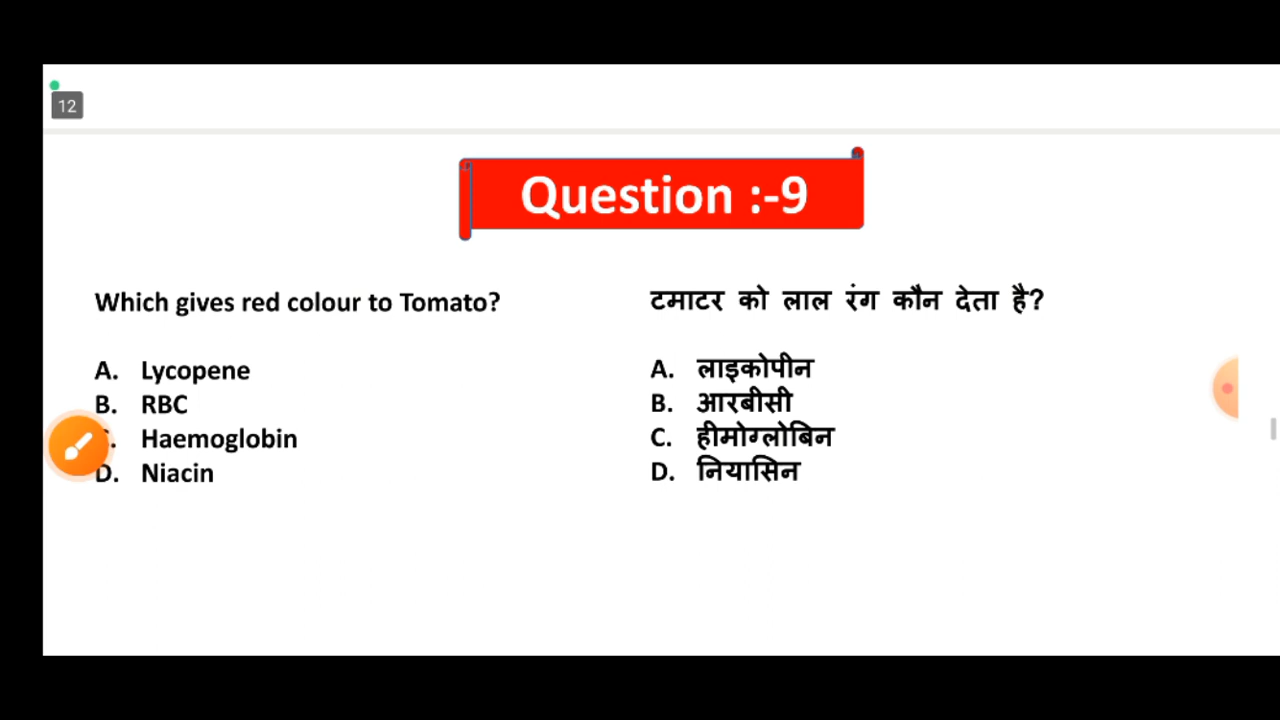 12
Question :-9
Which gives red colour to Tomato?
A. Lycopene
B. RBC
Haemoglobin
D. Niacin
टमाटर को लाल रंग कौन देता है?
A. लाइकोपीन
B. आरबीसी
C. हीमोग्लोबिन
D. नियासिन